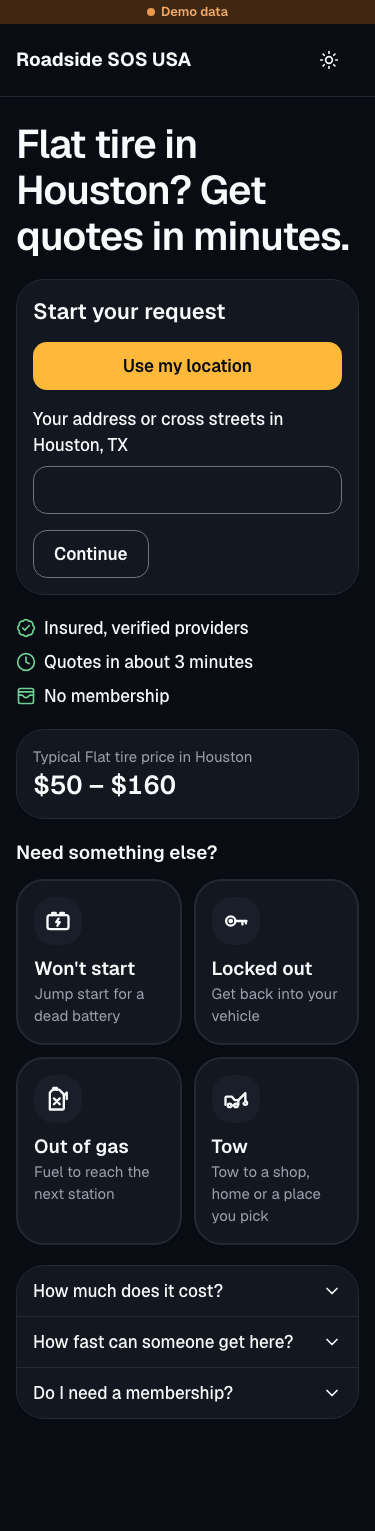 Demo data
Roadside SOS USA
Flat tire in
Houston? Get
quotes in minutes.
Start your request
Use my location
Your address or cross streets in
Houston, TX
Continue
Insured, verified providers
Quotes in about 3 minutes
No membership
Typical Flat tire price in Houston
$50 – $160
Need something else?
Won't start
Jump start for a
dead battery
Locked out
Get back into your
vehicle
Out of gas
Fuel to reach the
next station
Tow
Tow to a shop,
home or a place
you pick
How much does it cost?
How fast can someone get here?
Do I need a membership?